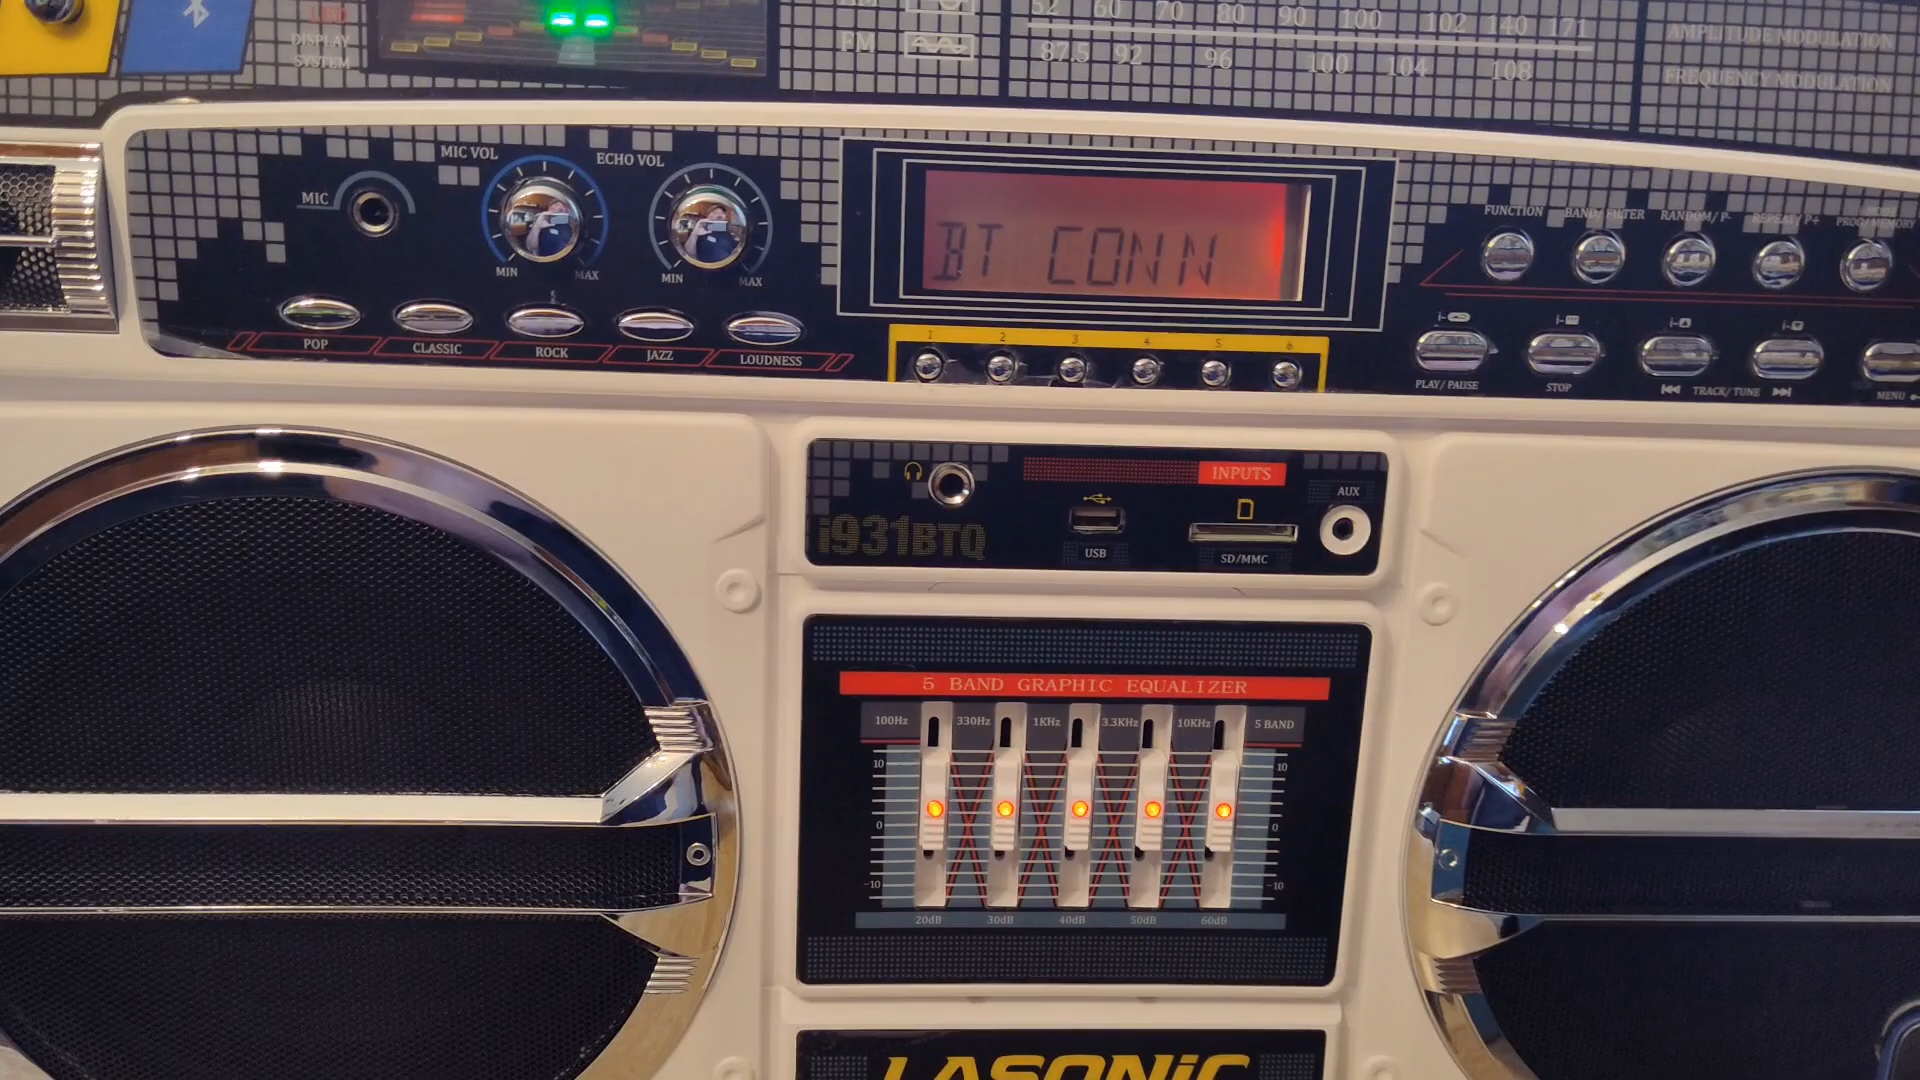 DISPLAY
SYSTEM
FM
52 60 70 80 90 100 102 140 171
87.5 92 96 100 104 108
AMPLITUDE MODULATION
FREQUENCY MODULATION
MIC
MIC VOL
ECHO VOL
MIN MAX
MIN MAX
BT CONN
FUNCTION BAND/ FILTER RANDOM/ P- REPEAT/ P+ PROG/ MEMORY
POP CLASSIC ROCK JAZZ LOUDNESS
1 2 3 4 5 6
PLAY/ PAUSE STOP TRACK/ TUNE MENU
INPUTS
AUX
i931BTQ
USB
SD/MMC
5 BAND GRAPHIC EQUALIZER
100Hz 330Hz 1KHz 3.3KHz 10KHz 5 BAND
10 10
0 0
-10 -10
20dB 30dB 40dB 50dB 60dB
LASONiC